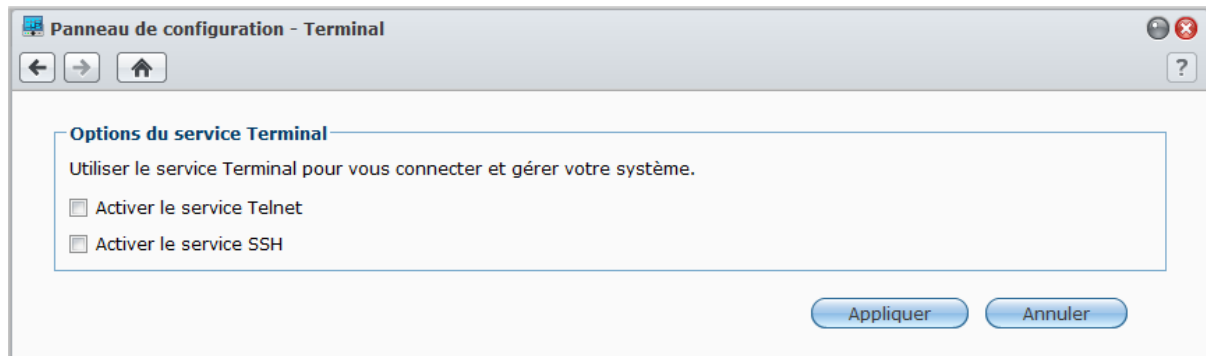 Panneau de configuration - Terminal
?
Options du service Terminal
Utiliser le service Terminal pour vous connecter et gérer votre système.
Activer le service Telnet
Activer le service SSH
Appliquer
Annuler